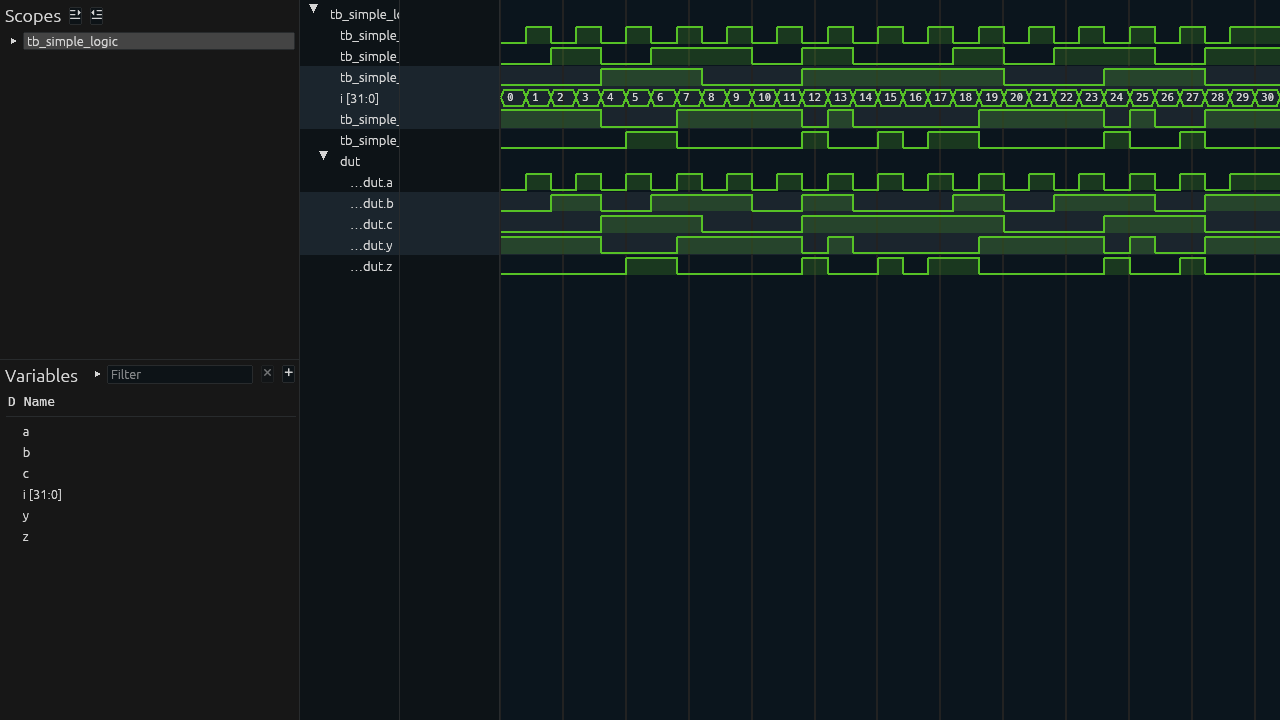 Scopes
tb_simple_logic
Variables
Filter
× +
D Name
a
b
c
i [31:0]
y
z
tb_simple_lo
tb_simple_
tb_simple_
tb_simple_
i [31:0]
0 1 2 3 4 5 6 7 8 9 10 11 12 13 14 15 16 17 18 19 20 21 22 23 24 25 26 27 28 29 30
tb_simple_
tb_simple_
dut
…dut.a
…dut.b
…dut.c
…dut.y
…dut.z